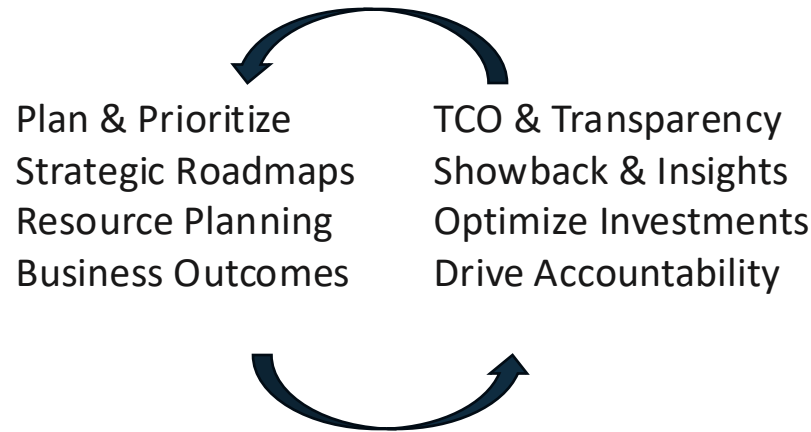 Plan & Prioritize
Strategic Roadmaps
Resource Planning
Business Outcomes
TCO & Transparency
Showback & Insights
Optimize Investments
Drive Accountability